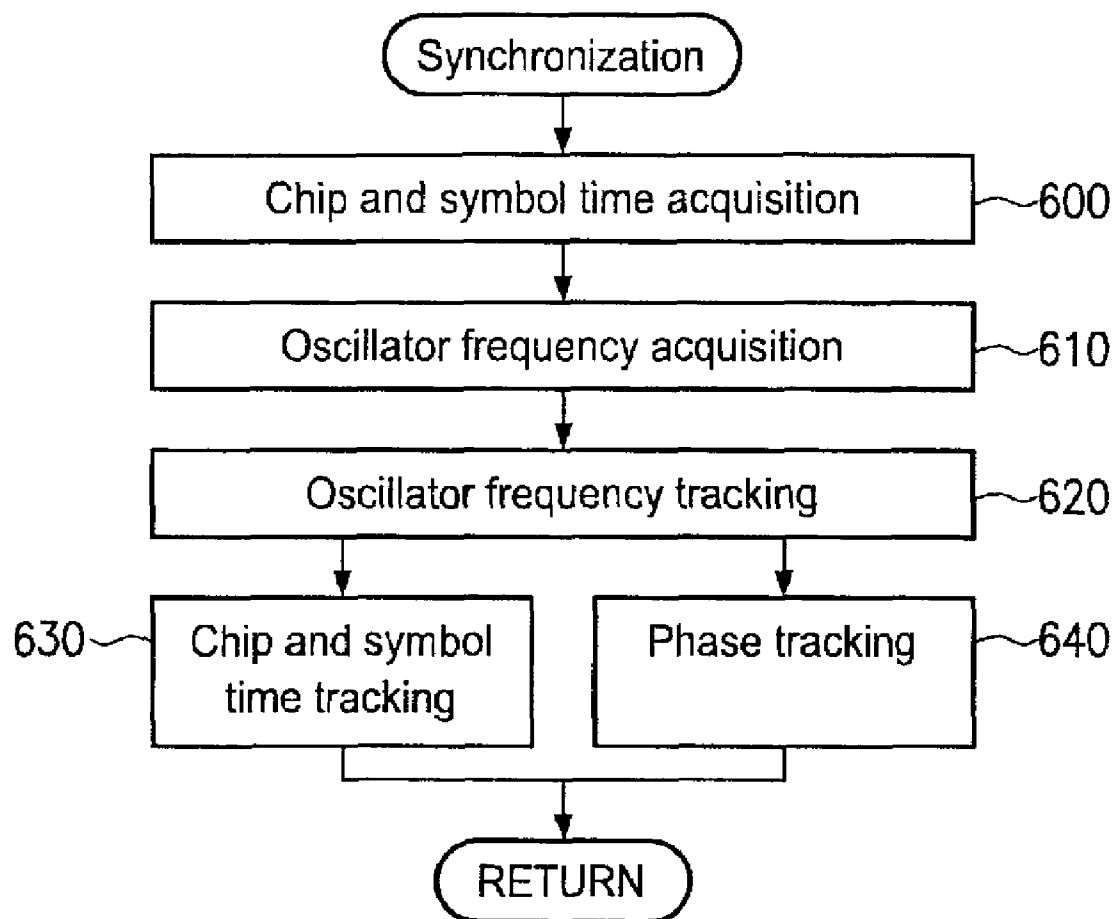 Synchronization
Chip and symbol time acquisition
600
Oscillator frequency acquisition
610
Oscillator frequency tracking
620
630
Chip and symbol
time tracking
Phase tracking
640
RETURN